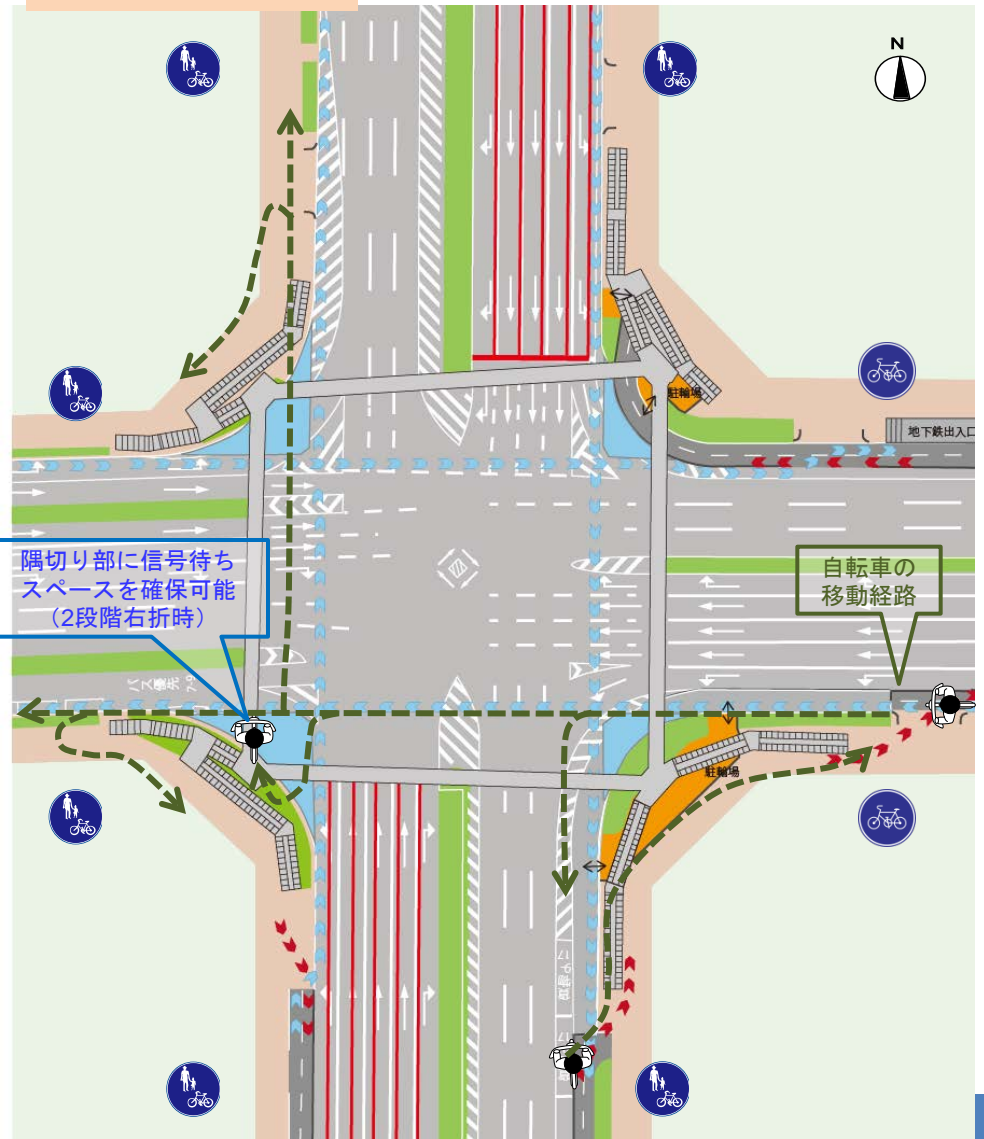 N
駐輪場
地下鉄出入口
隅切り部に信号待ち
スペースを確保可能
（2段階右折時）
自転車の
移動経路
バス優先 7-9
駐輪場